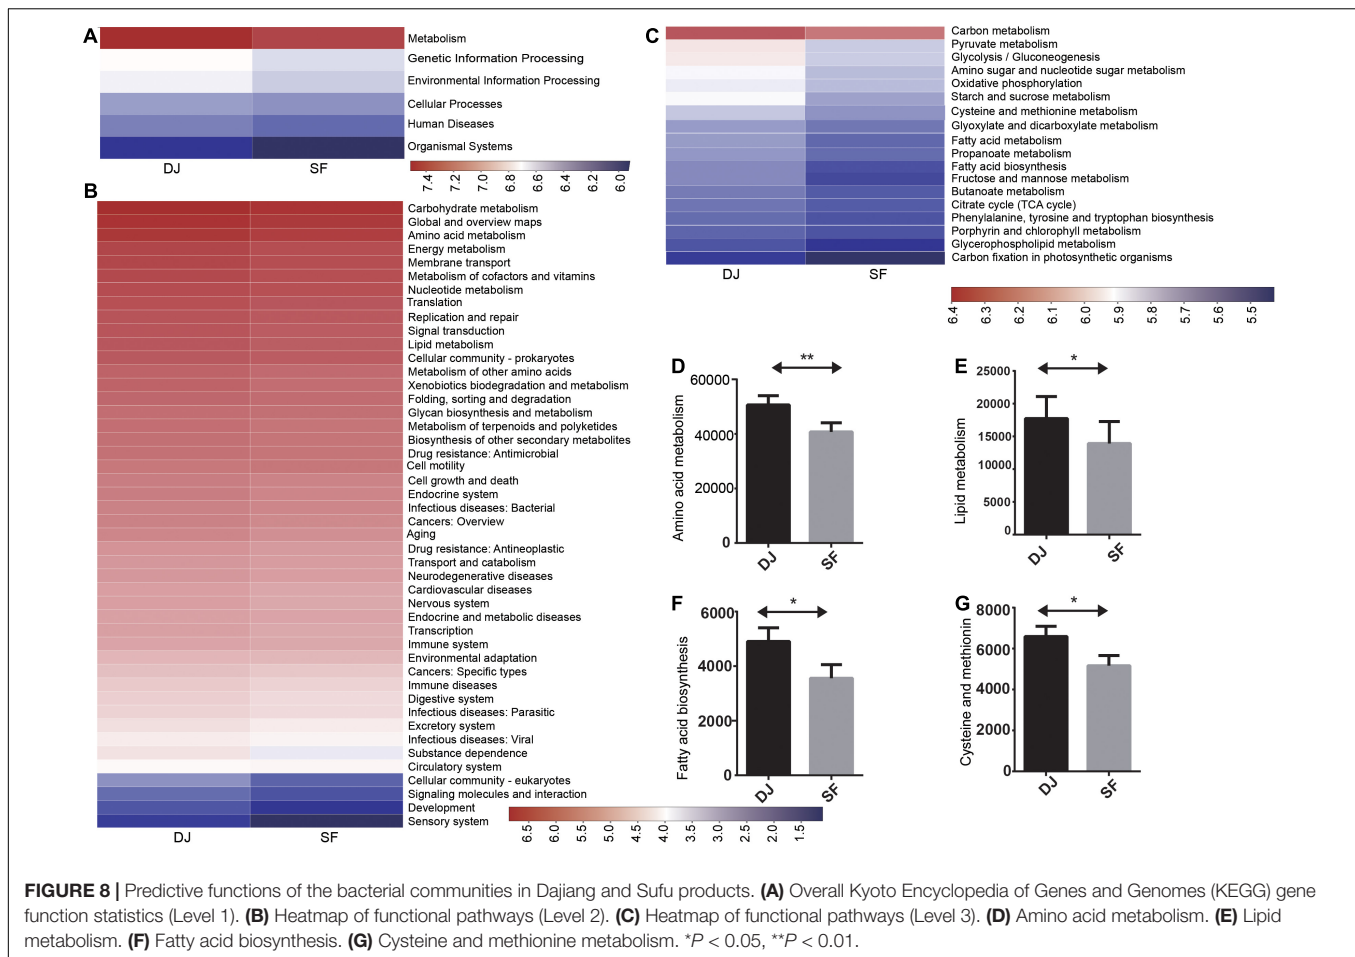 A
Metabolism
Genetic Information Processing
Environmental Information Processing
Cellular Processes
Human Diseases
Organismal Systems
DJ SF
7.4 7.2 7.0 6.8 6.6 6.4 6.2 6.0
B
Carbohydrate metabolism
Global and overview maps
Amino acid metabolism
Energy metabolism
Membrane transport
Metabolism of cofactors and vitamins
Nucleotide metabolism
Translation
Replication and repair
Signal transduction
Lipid metabolism
Cellular community - prokaryotes
Metabolism of other amino acids
Xenobiotics biodegradation and metabolism
Folding, sorting and degradation
Glycan biosynthesis and metabolism
Metabolism of terpenoids and polyketides
Biosynthesis of other secondary metabolites
Drug resistance: Antimicrobial
Cell motility
Cell growth and death
Endocrine system
Infectious diseases: Bacterial
Cancers: Overview
Aging
Drug resistance: Antineoplastic
Transport and catabolism
Neurodegenerative diseases
Cardiovascular diseases
Nervous system
Endocrine and metabolic diseases
Transcription
Immune system
Environmental adaptation
Cancers: Specific types
Immune diseases
Digestive system
Infectious diseases: Parasitic
Excretory system
Infectious diseases: Viral
Substance dependence
Circulatory system
Cellular community - eukaryotes
Signaling molecules and interaction
Development
Sensory system
DJ SF
6.5 6.0 5.5 5.0 4.5 4.0 3.5 3.0 2.5 2.0 1.5
C
Carbon metabolism
Pyruvate metabolism
Glycolysis / Gluconeogenesis
Amino sugar and nucleotide sugar metabolism
Oxidative phosphorylation
Starch and sucrose metabolism
Cysteine and methionine metabolism
Glyoxylate and dicarboxylate metabolism
Fatty acid metabolism
Propanoate metabolism
Fatty acid biosynthesis
Fructose and mannose metabolism
Butanoate metabolism
Citrate cycle (TCA cycle)
Phenylalanine, tyrosine and tryptophan biosynthesis
Porphyrin and chlorophyll metabolism
Glycerophospholipid metabolism
Carbon fixation in photosynthetic organisms
DJ SF
6.4 6.3 6.2 6.1 6.0 5.9 5.8 5.7 5.6 5.5
D
**
Amino acid metabolism
60000
40000
20000
0
DJ SF
E
*
Lipid metabolism
25000
20000
15000
10000
5000
0
DJ SF
F
*
Fatty acid biosynthesis
6000
4000
2000
0
DJ SF
G
*
Cysteine and methionin
8000
6000
4000
2000
0
DJ SF
FIGURE 8 | Predictive functions of the bacterial communities in Dajiang and Sufu products. (A) Overall Kyoto Encyclopedia of Genes and Genomes (KEGG) gene
function statistics (Level 1). (B) Heatmap of functional pathways (Level 2). (C) Heatmap of functional pathways (Level 3). (D) Amino acid metabolism. (E) Lipid
metabolism. (F) Fatty acid biosynthesis. (G) Cysteine and methionine metabolism. *P < 0.05, **P < 0.01.